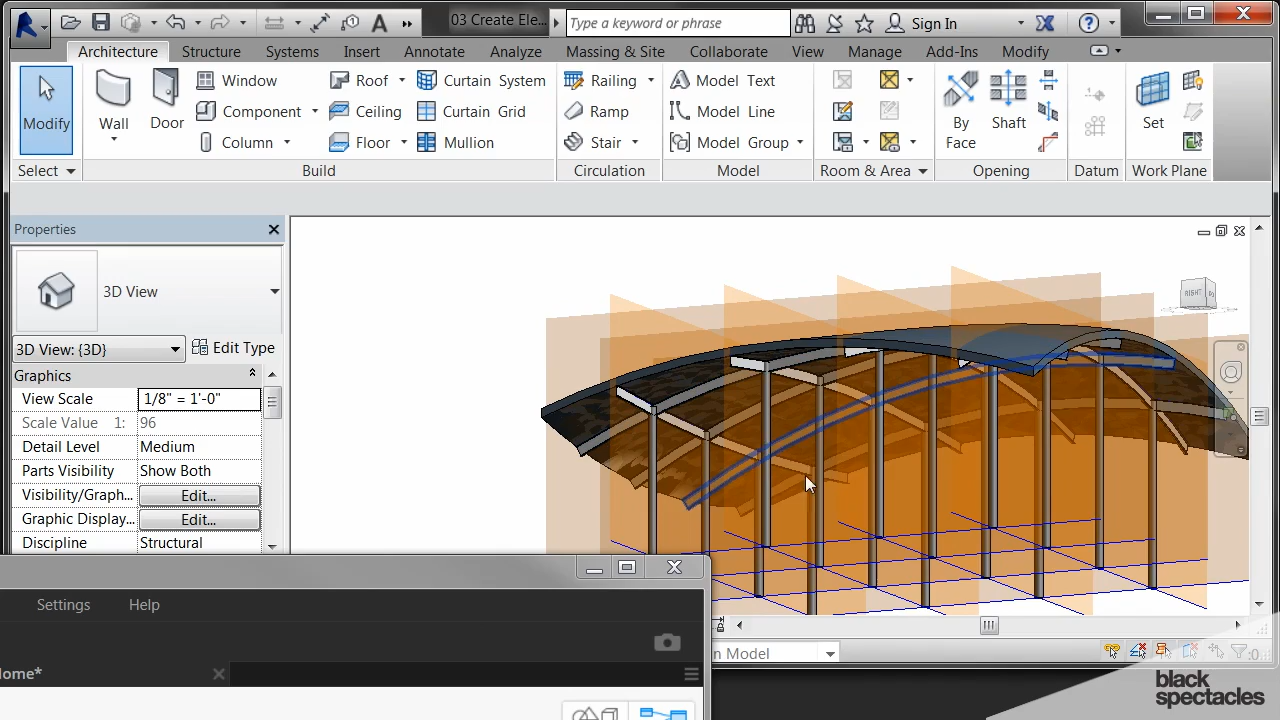 03 Create Ele...
Type a keyword or phrase
Sign In
Architecture Structure Systems Insert Annotate Analyze Massing & Site Collaborate View Manage Add-Ins Modify
Modify
Wall
Door
Window
Component
Column
Roof
Ceiling
Floor
Curtain System
Curtain Grid
Mullion
Railing
Ramp
Stair
Model Text
Model Line
Model Group
By
Face
Shaft
Set
Select Build Circulation Model Room & Area Opening Datum Work Plane
Properties
3D View
3D View: {3D} Edit Type
Graphics
View Scale 1/8" = 1'-0"
Scale Value 1: 96
Detail Level Medium
Parts Visibility Show Both
Visibility/Graph... Edit...
Graphic Display... Edit...
Discipline Structural
RIGHT
Settings Help
lome*
n Model
:0
black
spectacles